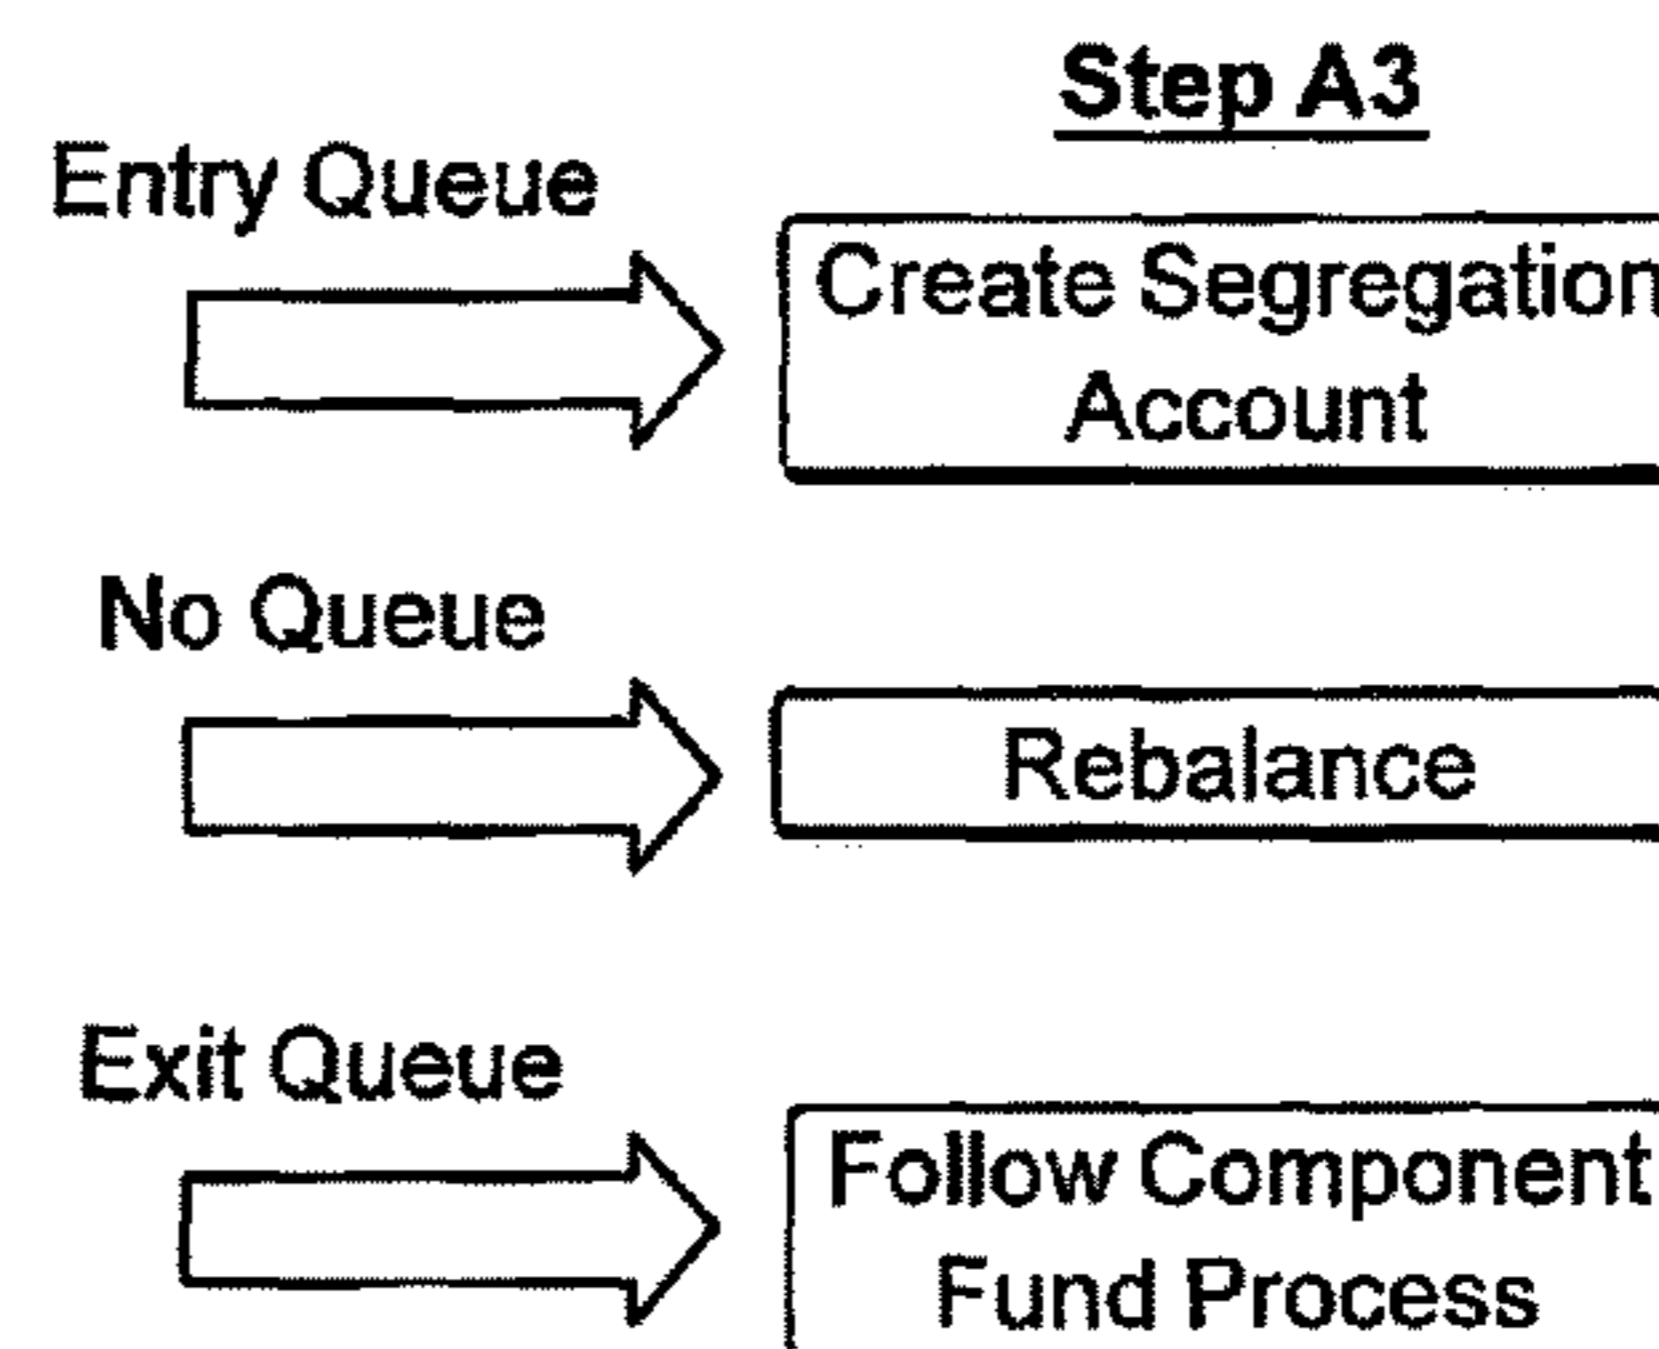 Step A3
Entry Queue
Create Segregation
Account
No Queue
Rebalance
Exit Queue
Follow Component
Fund Process